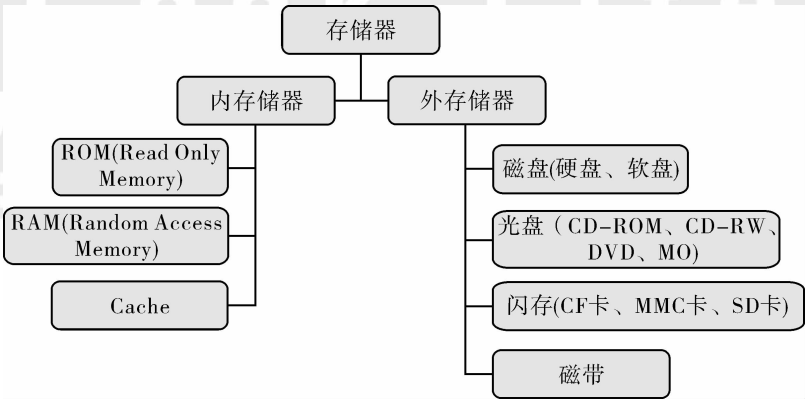 存储器
内存储器
外存储器
ROM(Read Only
Memory)
RAM(Random Access
Memory)
Cache
磁盘(硬盘、软盘)
光盘（CD-ROM、CD-RW、
DVD、MO)
闪存(CF卡、MMC卡、SD卡)
磁带